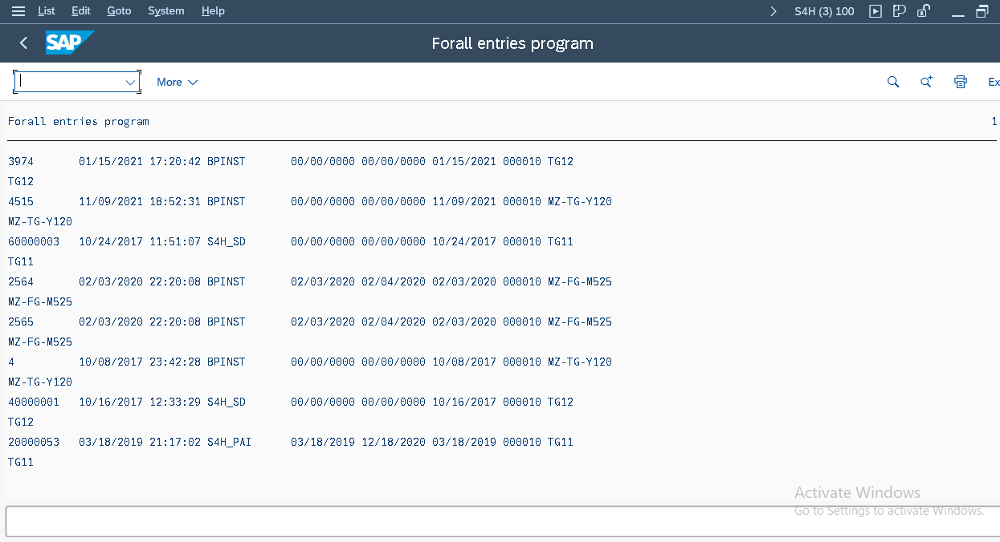 List Edit Goto System Help S4H (3) 100
SAP Forall entries program
More Ex
Forall entries program 1
3974 01/15/2021 17:20:42 BPINST 00/00/0000 00/00/0000 01/15/2021 000010 TG12
TG12
4515 11/09/2021 18:52:31 BPINST 00/00/0000 00/00/0000 11/09/2021 000010 MZ-TG-Y120
MZ-TG-Y120
60000003 10/24/2017 11:51:07 S4H_SD 00/00/0000 00/00/0000 10/24/2017 000010 TG11
TG11
2564 02/03/2020 22:20:08 BPINST 02/03/2020 02/04/2020 02/03/2020 000010 MZ-FG-M525
MZ-FG-M525
2565 02/03/2020 22:20:08 BPINST 02/03/2020 02/04/2020 02/03/2020 000010 MZ-FG-M525
MZ-FG-M525
4 10/08/2017 23:42:28 BPINST 00/00/0000 00/00/0000 10/08/2017 000010 MZ-TG-Y120
MZ-TG-Y120
40000001 10/16/2017 12:33:29 S4H_SD 00/00/0000 00/00/0000 10/16/2017 000010 TG12
TG12
20000053 03/18/2019 21:17:02 S4H_PAI 03/18/2019 12/18/2020 03/18/2019 000010 TG11
TG11
Activate Windows
Go to Settings to activate Windows.